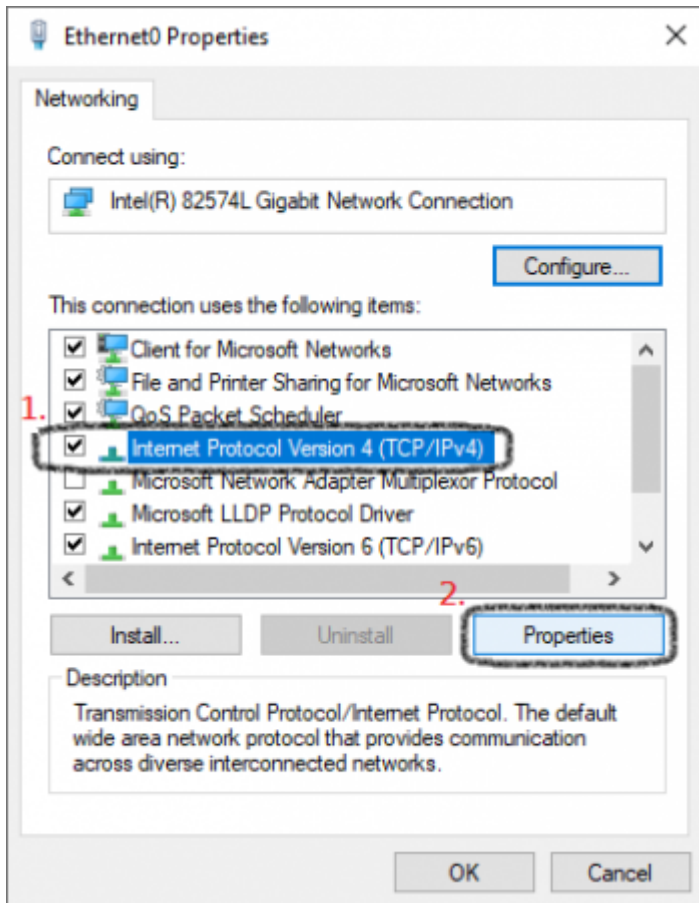 Ethernet0 Properties
Networking
Connect using:
Intel(R) 82574L Gigabit Network Connection
Configure...
This connection uses the following items:
Client for Microsoft Networks
File and Printer Sharing for Microsoft Networks
1.
QoS Packet Scheduler
Internet Protocol Version 4 (TCP/IPv4)
Microsoft Network Adapter Multiplexor Protocol
Microsoft LLDP Protocol Driver
Internet Protocol Version 6 (TCP/IPv6)
2.
Install... Uninstall Properties
Description
Transmission Control Protocol/Internet Protocol. The default
wide area network protocol that provides communication
across diverse interconnected networks.
OK Cancel